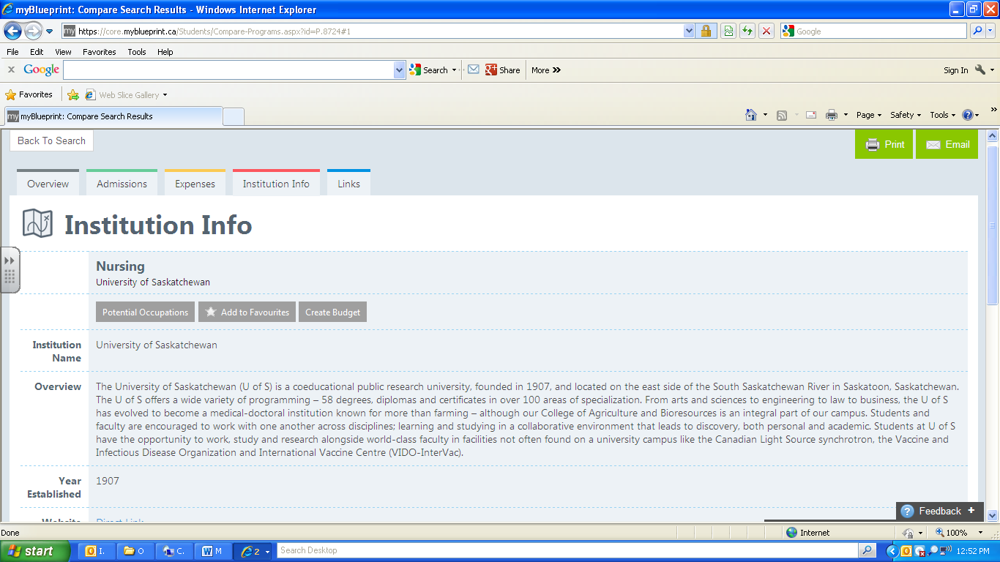 myBlueprint: Compare Search Results - Windows Internet Explorer
my https://core.myblueprint.ca/Students/Compare-Programs.aspx?id=P.8724#1 Google
File Edit View Favorites Tools Help
x Google Search Share More Sign In
Favorites Web Slice Gallery
my myBlueprint: Compare Search Results Page Safety Tools
Back To Search Print Email
Overview Admissions Expenses Institution Info Links
Institution Info
Nursing
University of Saskatchewan
Potential Occupations Add to Favourites Create Budget
Institution Name University of Saskatchewan
Overview The University of Saskatchewan (U of S) is a coeducational public research university, founded in 1907, and located on the east side of the South Saskatchewan River in Saskatoon, Saskatchewan.
The U of S offers a wide variety of programming – 58 degrees, diplomas and certificates in over 100 areas of specialization. From arts and sciences to engineering to law to business, the U of S
has evolved to become a medical-doctoral institution known for more than farming – although our College of Agriculture and Bioresources is an integral part of our campus. Students and
faculty are encouraged to work with one another across disciplines; learning and studying in a collaborative environment that leads to discovery, both personal and academic. Students at U of S
have the opportunity to work, study and research alongside world-class faculty in facilities not often found on a university campus like the Canadian Light Source synchrotron, the Vaccine and
Infectious Disease Organization and International Vaccine Centre (VIDO-InterVac).
Year Established 1907
Website Direct Link
? Feedback +
Done Internet 100%
start I. O C. M 2 Search Desktop 12:52 PM